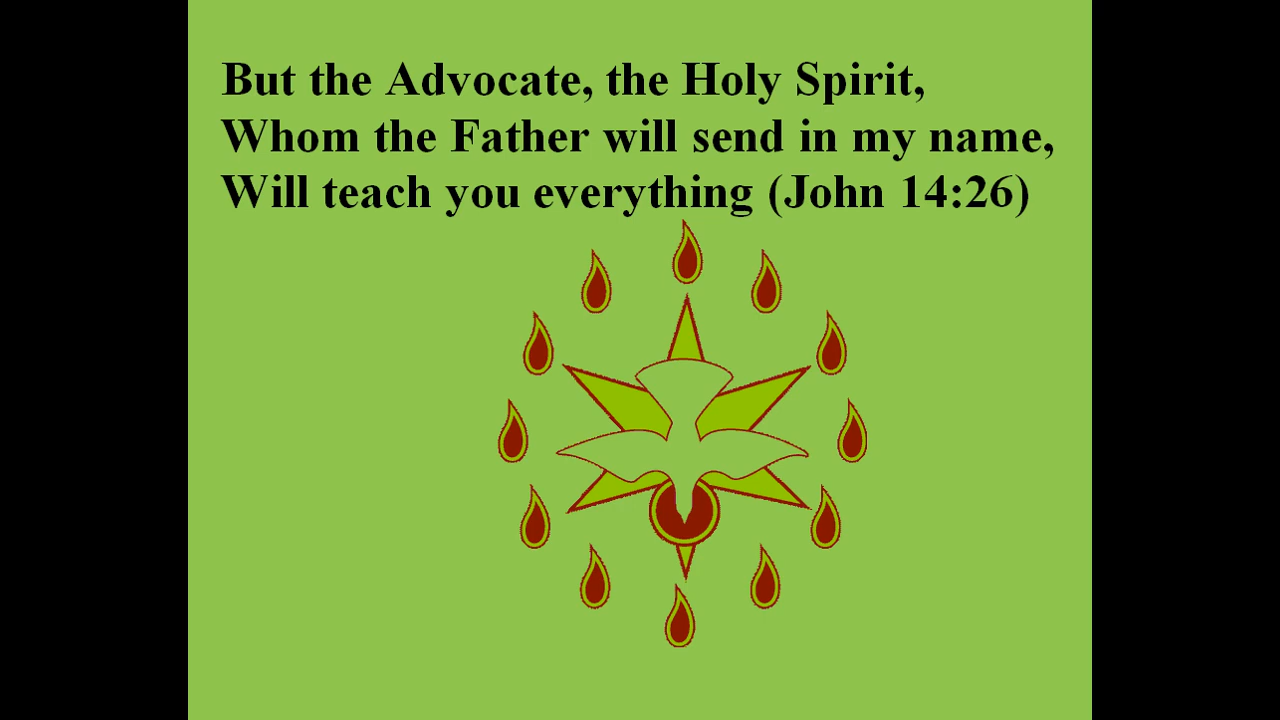 But the Advocate, the Holy Spirit,
Whom the Father will send in my name,
Will teach you everything (John 14:26)